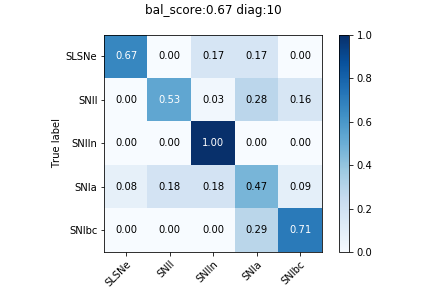 bal_score:0.67 diag:10
SLSNe 0.67 0.00 0.17 0.17 0.00
SNII 0.00 0.53 0.03 0.28 0.16
SNIIn 0.00 0.00 1.00 0.00 0.00
SNIa 0.08 0.18 0.18 0.47 0.09
SNIbc 0.00 0.00 0.00 0.29 0.71
SLSNe SNII SNIIn SNIa SNIbc
True label
1.0
0.8
0.6
0.4
0.2
0.0